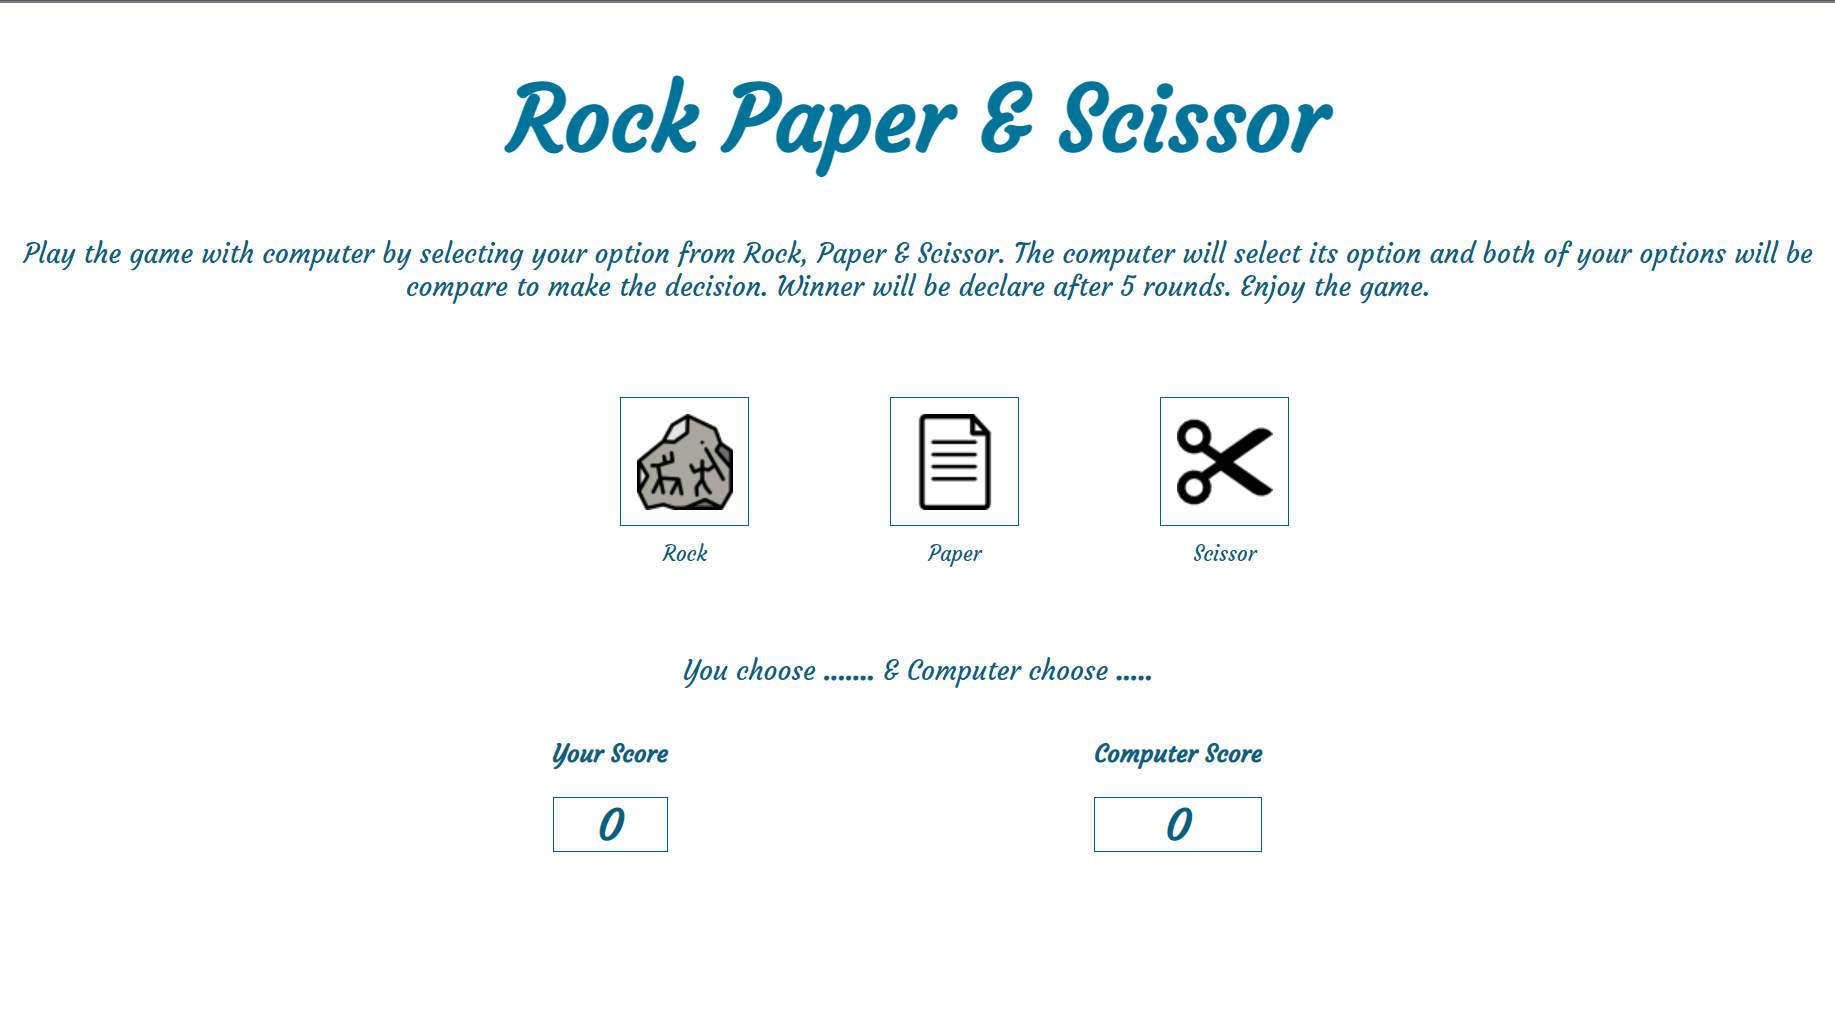 Rock Paper & Scissor
Play the game with computer by selecting your option from Rock, Paper & Scissor. The computer will select its option and both of your options will be
compare to make the decision. Winner will be declare after 5 rounds. Enjoy the game.
Rock
Paper
Scissor
You choose ....... & Computer choose .....
Your Score
Computer Score
0
0